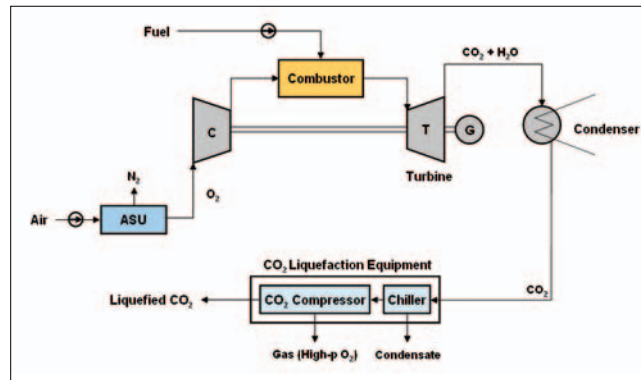 Fuel
CO₂ + H₂O
Combustor
C
T
G
Condenser
Turbine
N₂
O₂
Air
ASU
CO₂ Liquefaction Equipment
CO₂
Liquefied CO₂
CO₂ Compressor
Chiller
Gas (High-p O₂)
Condensate